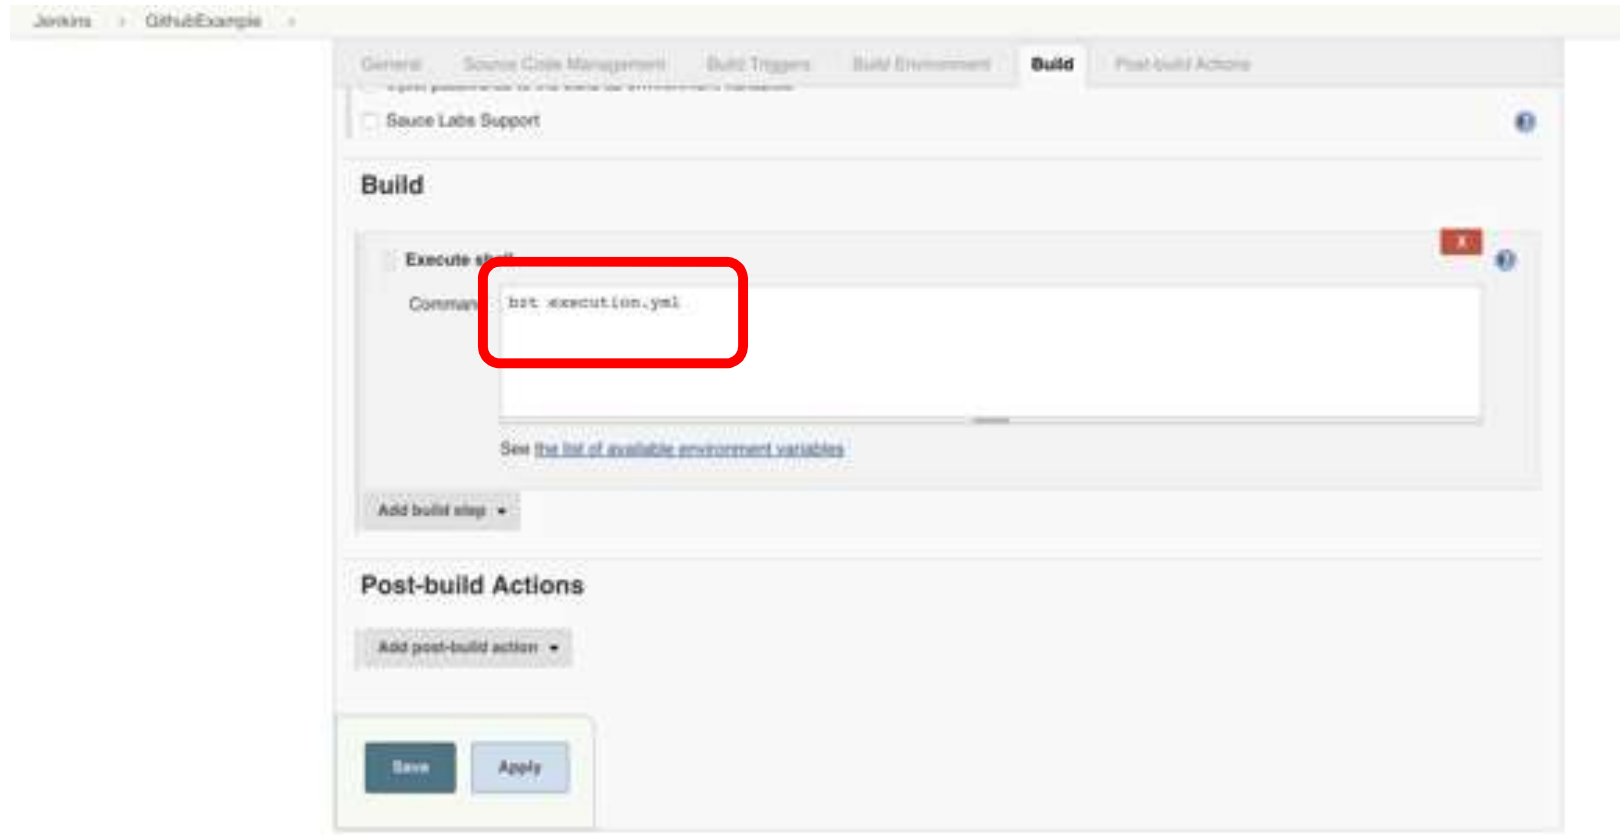 Jenkins › GithubExample ›
General Source Code Management Build Triggers Build Environment Build Post-build Actions
Sauce Labs Support
Build
X
Execute
Command bzt execution.yml
See the list of available environment variables
Add build step
Post-build Actions
Add post-build action
Save Apply